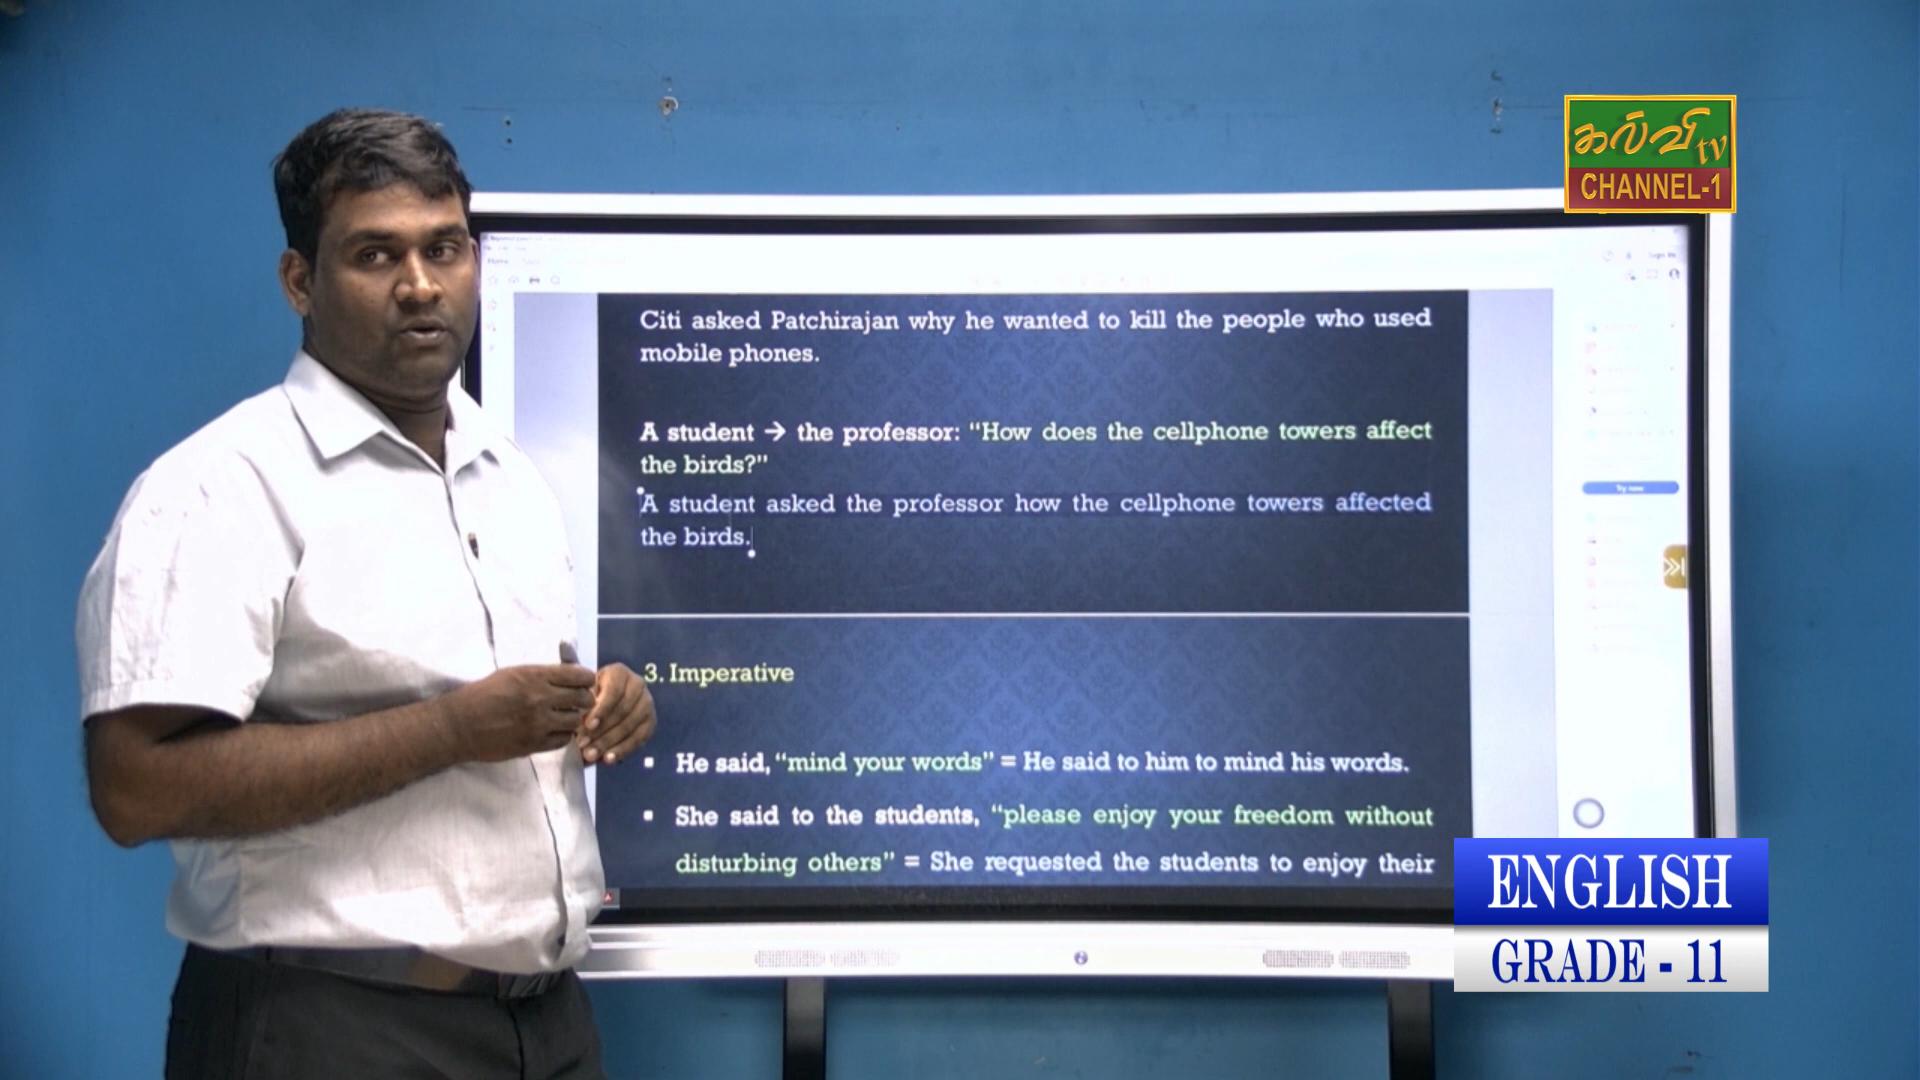 கல்வி tv
CHANNEL-1
Sign In
Citi asked Patchirajan why he wanted to kill the people who used
mobile phones.
A student → the professor: “How does the cellphone towers affect
the birds?”
A student asked the professor how the cellphone towers affected
the birds.
Try now
3. Imperative
▪ He said, “mind your words” = He said to him to mind his words.
▪ She said to the students, “please enjoy your freedom without
disturbing others” = She requested the students to enjoy their
ENGLISH
GRADE - 11